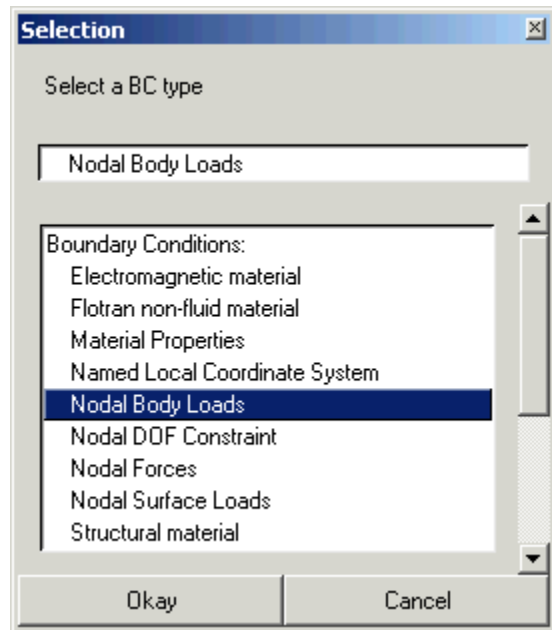 Selection
Select a BC type
Nodal Body Loads
Boundary Conditions:
Electromagnetic material
Flotran non-fluid material
Material Properties
Named Local Coordinate System
Nodal Body Loads
Nodal DOF Constraint
Nodal Forces
Nodal Surface Loads
Structural material
Okay Cancel